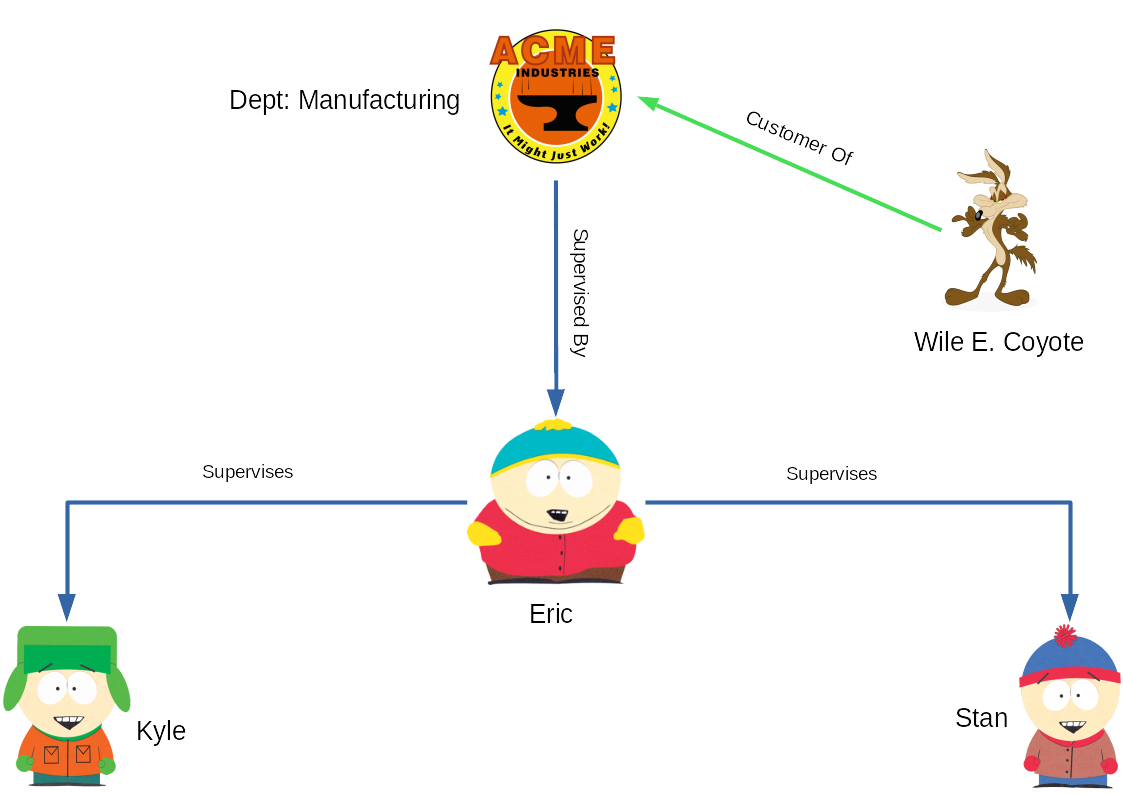 ACME
INDUSTRIES
It Might Just Work!
Dept: Manufacturing
Customer Of
Supervised By
Wile E. Coyote
Supervises
Supervises
Eric
Kyle
Stan